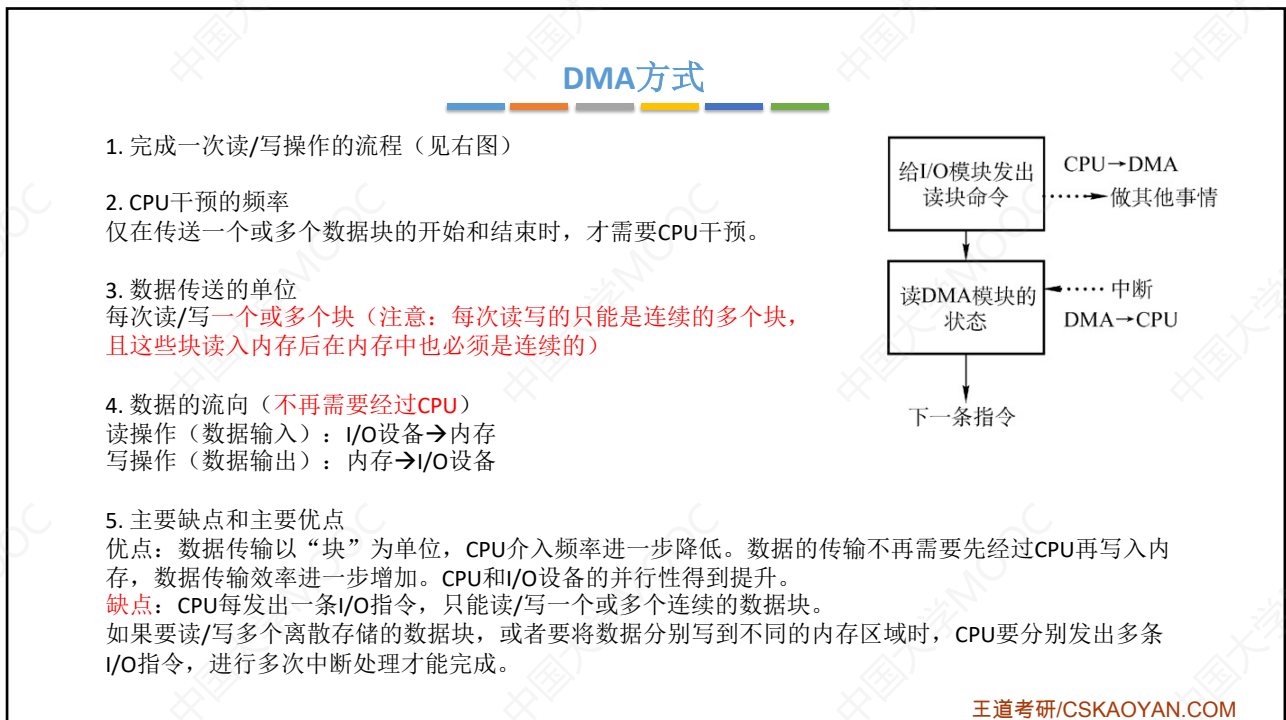 DMA方式
1. 完成一次读/写操作的流程（见右图）
2. CPU干预的频率
仅在传送一个或多个数据块的开始和结束时，才需要CPU干预。
3. 数据传送的单位
每次读/写一个或多个块（注意：每次读写的只能是连续的多个块，
且这些块读入内存后在内存中也必须是连续的）
4. 数据的流向（不再需要经过CPU）
读操作（数据输入）：I/O设备→内存
写操作（数据输出）：内存→I/O设备
5. 主要缺点和主要优点
优点：数据传输以“块”为单位，CPU介入频率进一步降低。数据的传输不再需要先经过CPU再写入内
存，数据传输效率进一步增加。CPU和I/O设备的并行性得到提升。
缺点：CPU每发出一条I/O指令，只能读/写一个或多个连续的数据块。
如果要读/写多个离散存储的数据块，或者要将数据分别写到不同的内存区域时，CPU要分别发出多条
I/O指令，进行多次中断处理才能完成。
给I/O模块发出
读块命令
CPU→DMA
做其他事情
读DMA模块的
状态
中断
DMA→CPU
下一条指令
王道考研/CSKAOYAN.COM
中国大学MOOC